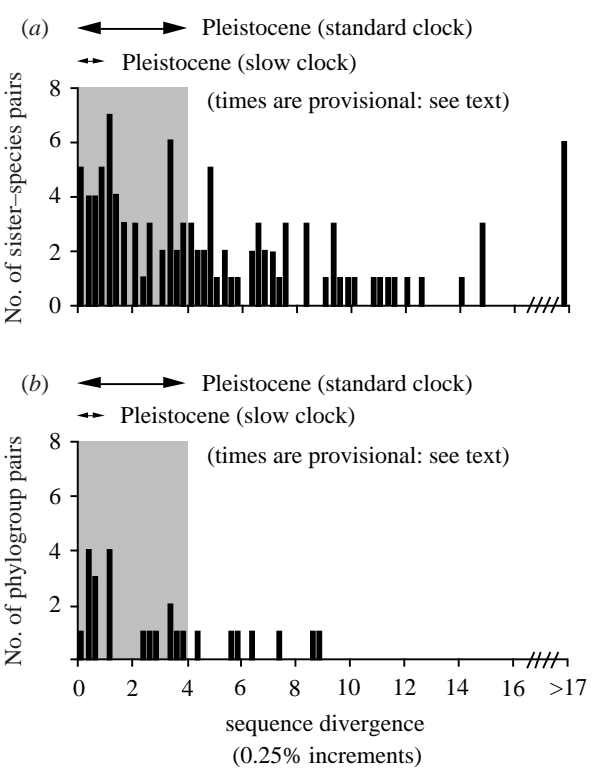 (a)
Pleistocene (standard clock)
Pleistocene (slow clock)
(times are provisional: see text)
No. of sister–species pairs
8
6
4
2
0
(b)
Pleistocene (standard clock)
Pleistocene (slow clock)
(times are provisional: see text)
No. of phylogroup pairs
8
6
4
2
0 2 4 6 8 10 12 14 16 >17
sequence divergence
(0.25% increments)